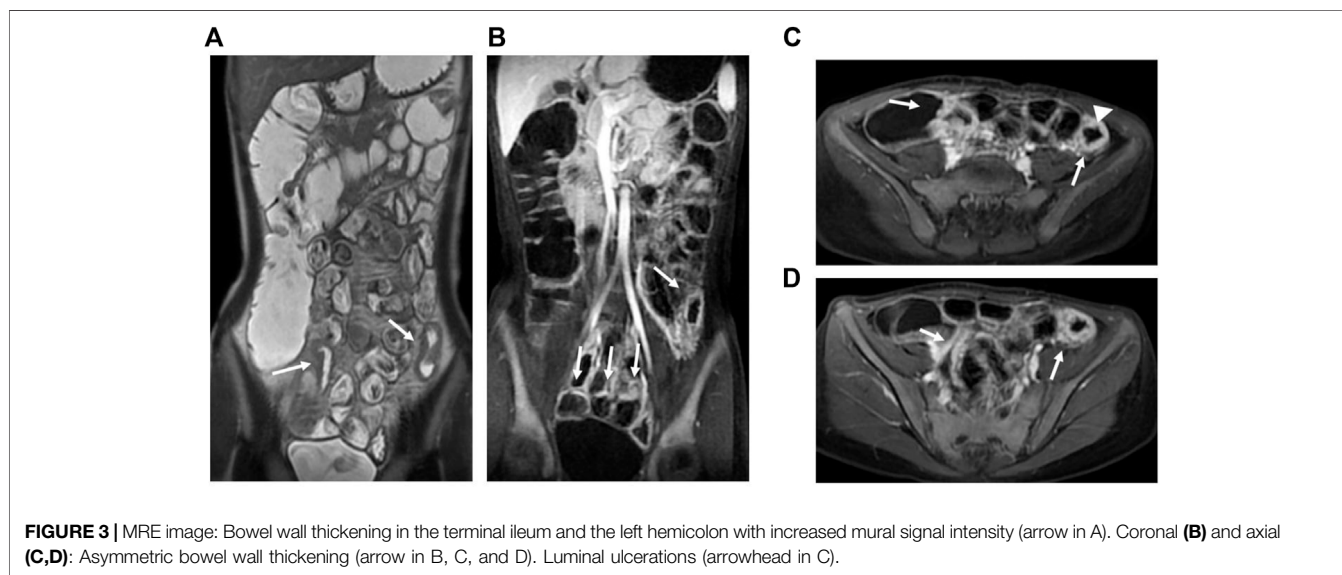 A
B
C
D
FIGURE 3 | MRE image: Bowel wall thickening in the terminal ileum and the left hemicolon with increased mural signal intensity (arrow in A). Coronal (B) and axial
(C,D): Asymmetric bowel wall thickening (arrow in B, C, and D). Luminal ulcerations (arrowhead in C).